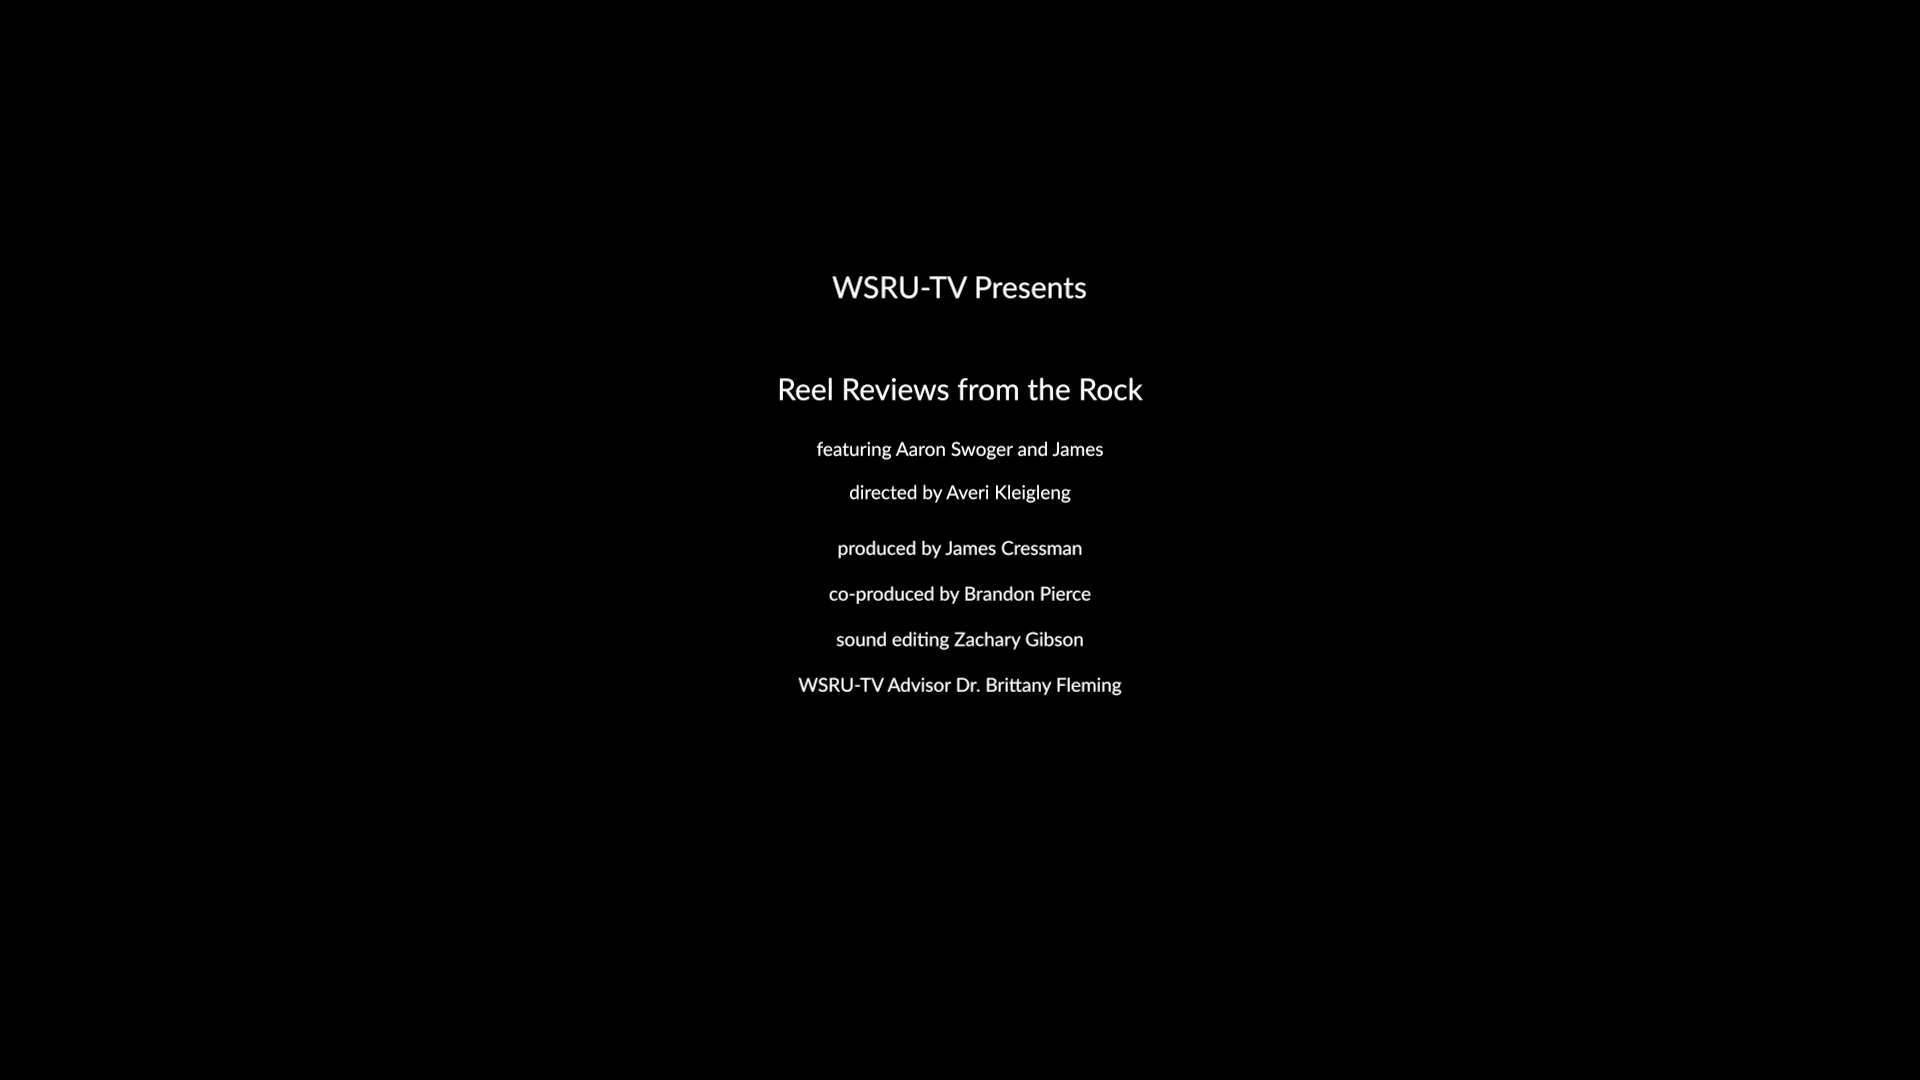 WSRU-TV Presents
Reel Reviews from the Rock
featuring Aaron Swoger and James
directed by Averi Kleigleng
produced by James Cressman
co-produced by Brandon Pierce
sound editing Zachary Gibson
WSRU-TV Advisor Dr. Brittany Fleming